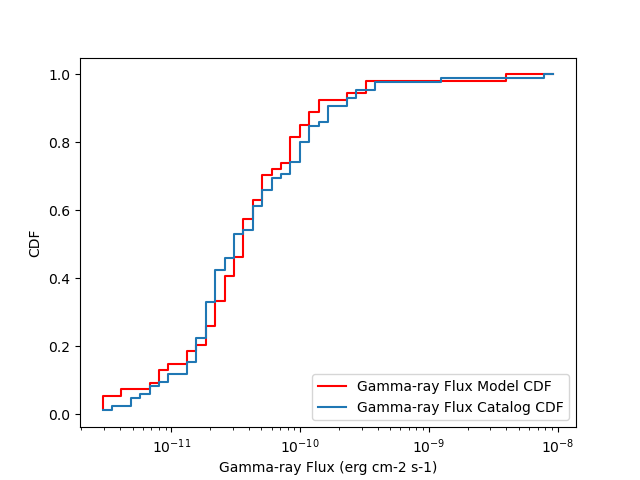 1.0
0.8
0.6
0.4
0.2
0.0
CDF
10⁻¹¹
10⁻¹⁰
10⁻⁹
10⁻⁸
Gamma-ray Flux (erg cm-2 s-1)
Gamma-ray Flux Model CDF
Gamma-ray Flux Catalog CDF